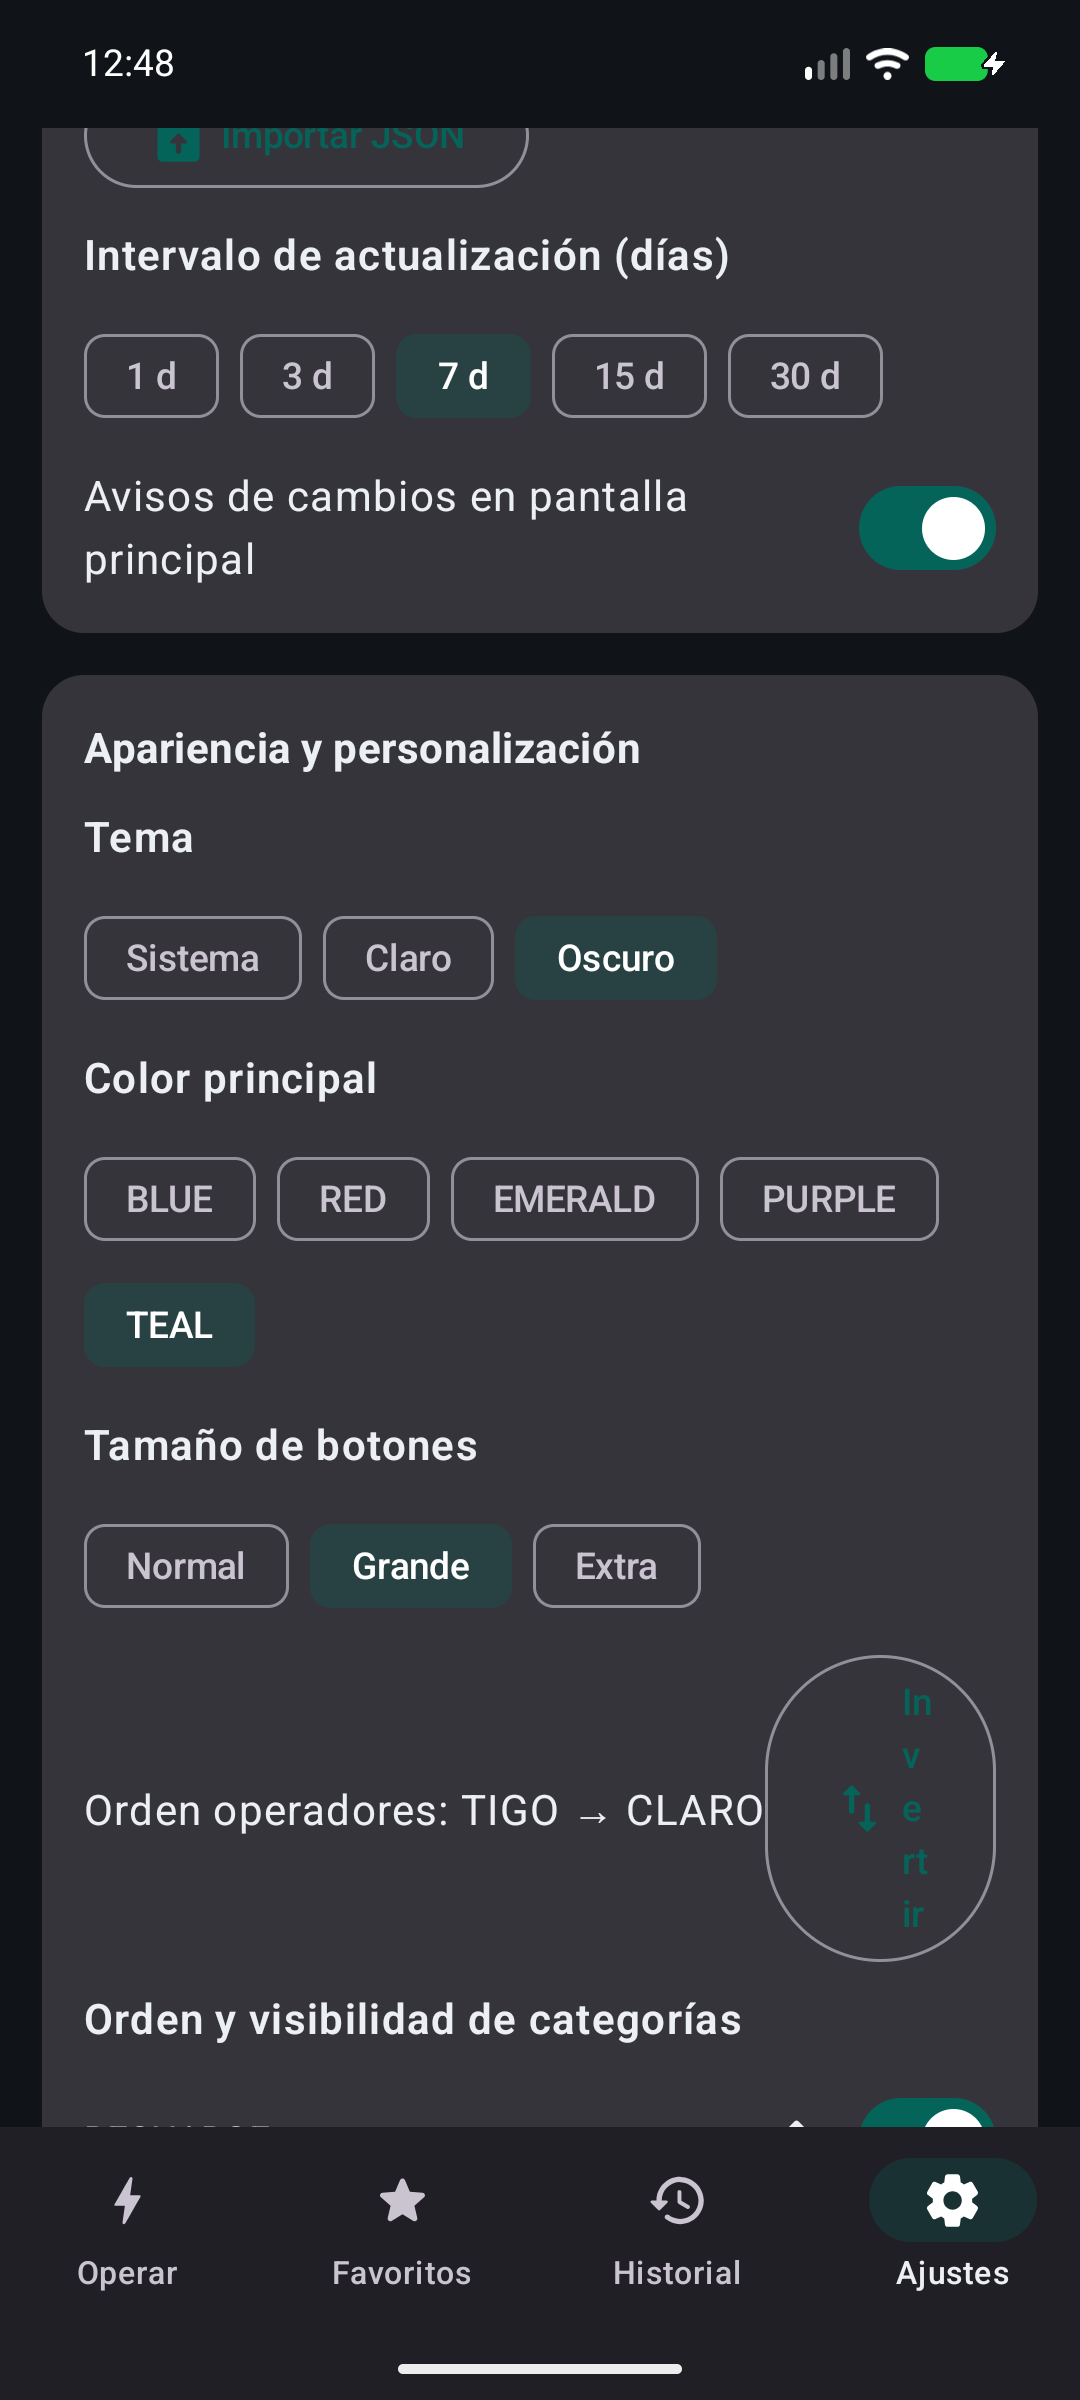 12:48
Importar JSON
Intervalo de actualización (días)
1 d
3 d
7 d
15 d
30 d
Avisos de cambios en pantalla
principal
Apariencia y personalización
Tema
Sistema
Claro
Oscuro
Color principal
BLUE
RED
EMERALD
PURPLE
TEAL
Tamaño de botones
Normal
Grande
Extra
Orden operadores: TIGO → CLARO
In
v
e
rt
ir
Orden y visibilidad de categorías
Operar
Favoritos
Historial
Ajustes